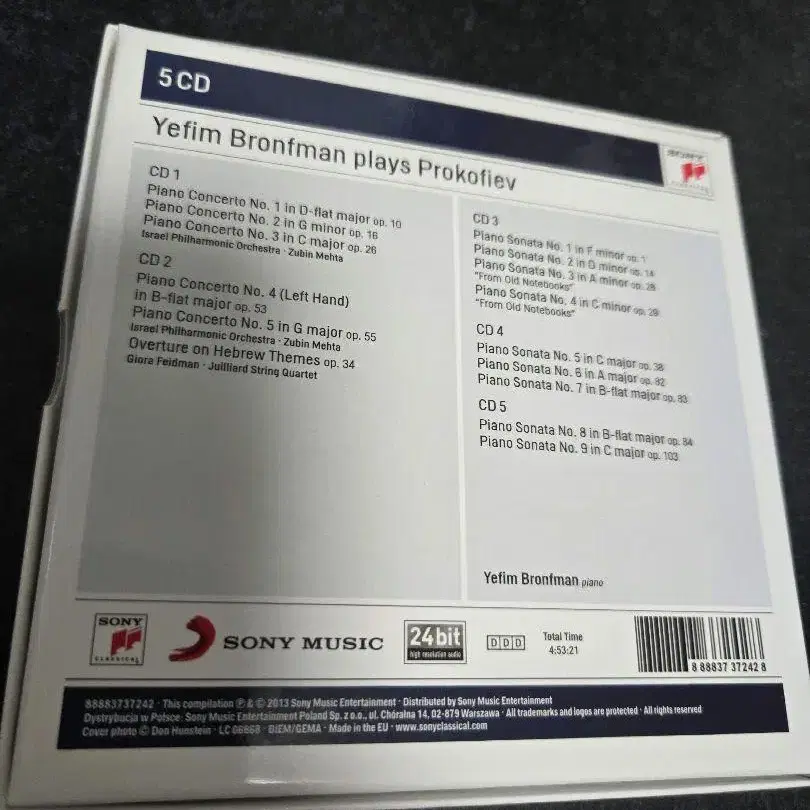 5 CD
Yefim Bronfman plays Prokofiev
SONY
CLASSICAL
CD 1
Piano Concerto No. 1 in D-flat major op. 10
Piano Concerto No. 2 in G minor op. 16
Piano Concerto No. 3 in C major op. 26
Israel Philharmonic Orchestra · Zubin Mehta
CD 2
Piano Concerto No. 4 (Left Hand)
in B-flat major op. 53
Piano Concerto No. 5 in G major op. 55
Israel Philharmonic Orchestra · Zubin Mehta
Overture on Hebrew Themes op. 34
Giora Feidman · Juilliard String Quartet
CD 3
Piano Sonata No. 1 in F minor op. 1
Piano Sonata No. 2 in D minor op. 14
Piano Sonata No. 3 in A minor op. 28
"From Old Notebooks"
Piano Sonata No. 4 in C minor op. 29
"From Old Notebooks"
CD 4
Piano Sonata No. 5 in C major op. 38
Piano Sonata No. 6 in A major op. 82
Piano Sonata No. 7 in B-flat major op. 83
CD 5
Piano Sonata No. 8 in B-flat major op. 84
Piano Sonata No. 9 in C major op. 103
Yefim Bronfman piano
SONY
CLASSICAL
SONY MUSIC
24bit
high resolution audio
DDD
Total Time
4:53:21
8 88837 37242 8
88883737242 · This compilation ℗ & © 2013 Sony Music Entertainment · Distributed by Sony Music Entertainment
Dystrybucja w Polsce: Sony Music Entertainment Poland Sp. z o.o., ul. Chóralna 14, 02-879 Warszawa · All trademarks and logos are protected · All rights reserved
Cover photo © Don Hunstein · LC 06868 · BIEM/GEMA · Made in the EU · www.sonyclassical.com